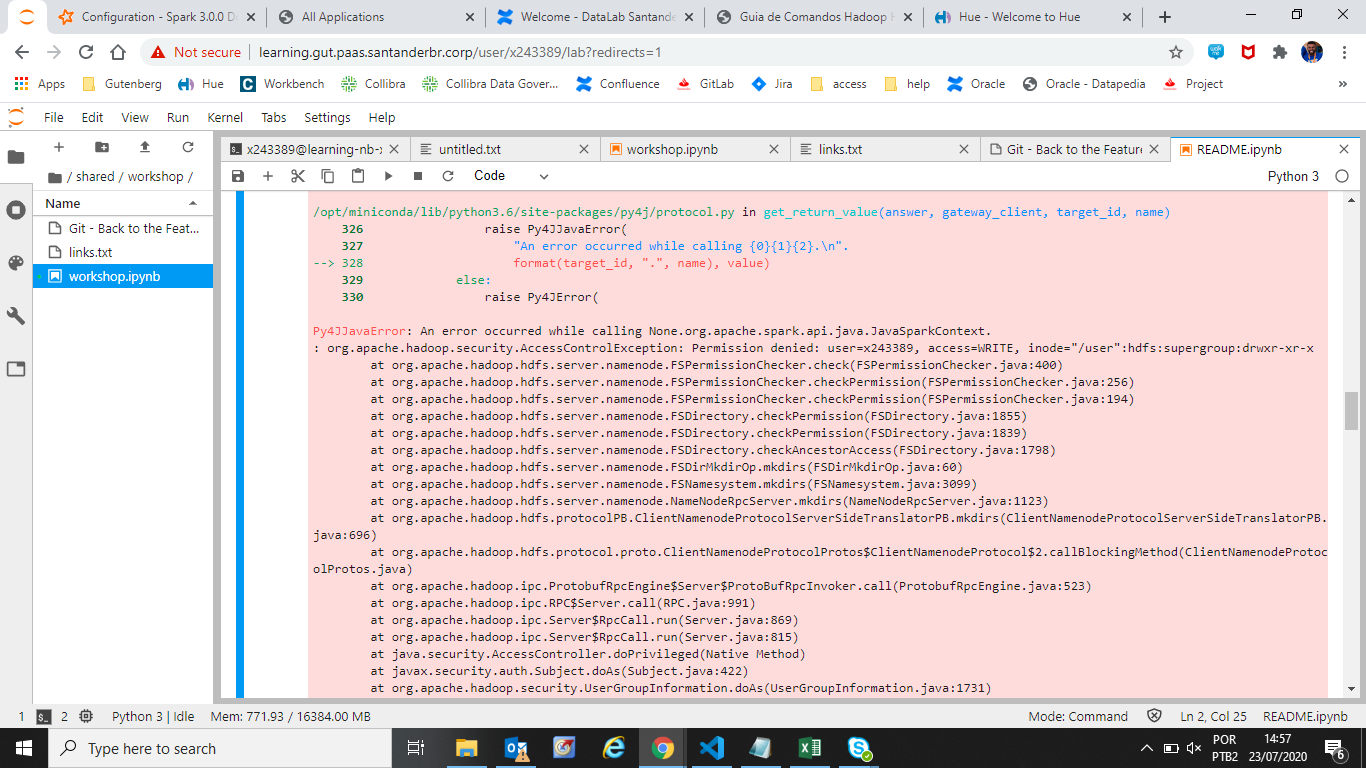 Configuration - Spark 3.0.0 D
All Applications
Welcome - DataLab Santande
Guia de Comandos Hadoop H
Hue - Welcome to Hue
Not secure
learning.gut.paas.santanderbr.corp/user/x243389/lab?redirects=1
Apps
Gutenberg
Hue
Workbench
Collibra
Collibra Data Gover...
Confluence
GitLab
Jira
access
help
Oracle
Oracle - Datapedia
Project
»
File Edit View Run Kernel Tabs Settings Help
x243389@learning-nb-x
untitled.txt
workshop.ipynb
links.txt
Git - Back to the Feature
README.ipynb
Code
Python 3
/ shared / workshop /
Name
Git - Back to the Feat...
links.txt
workshop.ipynb
/opt/miniconda/lib/python3.6/site-packages/py4j/protocol.py in get_return_value(answer, gateway_client, target_id, name)
326 raise Py4JJavaError(
327 "An error occurred while calling {0}{1}{2}.\n".
--> 328 format(target_id, ".", name), value)
329 else:
330 raise Py4JError(
Py4JJavaError: An error occurred while calling None.org.apache.spark.api.java.JavaSparkContext.
: org.apache.hadoop.security.AccessControlException: Permission denied: user=x243389, access=WRITE, inode="/user":hdfs:supergroup:drwxr-xr-x
at org.apache.hadoop.hdfs.server.namenode.FSPermissionChecker.check(FSPermissionChecker.java:400)
at org.apache.hadoop.hdfs.server.namenode.FSPermissionChecker.checkPermission(FSPermissionChecker.java:256)
at org.apache.hadoop.hdfs.server.namenode.FSPermissionChecker.checkPermission(FSPermissionChecker.java:194)
at org.apache.hadoop.hdfs.server.namenode.FSDirectory.checkPermission(FSDirectory.java:1855)
at org.apache.hadoop.hdfs.server.namenode.FSDirectory.checkPermission(FSDirectory.java:1839)
at org.apache.hadoop.hdfs.server.namenode.FSDirectory.checkAncestorAccess(FSDirectory.java:1798)
at org.apache.hadoop.hdfs.server.namenode.FSDirMkdirOp.mkdirs(FSDirMkdirOp.java:60)
at org.apache.hadoop.hdfs.server.namenode.FSNamesystem.mkdirs(FSNamesystem.java:3099)
at org.apache.hadoop.hdfs.server.namenode.NameNodeRpcServer.mkdirs(NameNodeRpcServer.java:1123)
at org.apache.hadoop.hdfs.protocolPB.ClientNamenodeProtocolServerSideTranslatorPB.mkdirs(ClientNamenodeProtocolServerSideTranslatorPB.
java:696)
at org.apache.hadoop.hdfs.protocol.proto.ClientNamenodeProtocolProtos$ClientNamenodeProtocol$2.callBlockingMethod(ClientNamenodeProtoc
olProtos.java)
at org.apache.hadoop.ipc.ProtobufRpcEngine$Server$ProtoBufRpcInvoker.call(ProtobufRpcEngine.java:523)
at org.apache.hadoop.ipc.RPC$Server.call(RPC.java:991)
at org.apache.hadoop.ipc.Server$RpcCall.run(Server.java:869)
at org.apache.hadoop.ipc.Server$RpcCall.run(Server.java:815)
at java.security.AccessController.doPrivileged(Native Method)
at javax.security.auth.Subject.doAs(Subject.java:422)
at org.apache.hadoop.security.UserGroupInformation.doAs(UserGroupInformation.java:1731)
1 2 Python 3 | Idle Mem: 771.93 / 16384.00 MB
Mode: Command Ln 2, Col 25 README.ipynb
Type here to search
POR
PTB2
14:57
23/07/2020
6